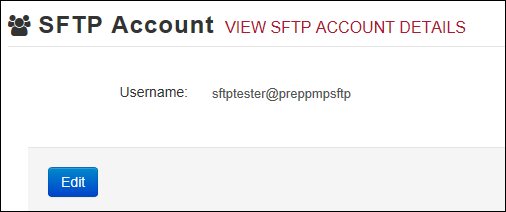 SFTP Account VIEW SFTP ACCOUNT DETAILS
Username: sftptester@preppmpsftp
Edit